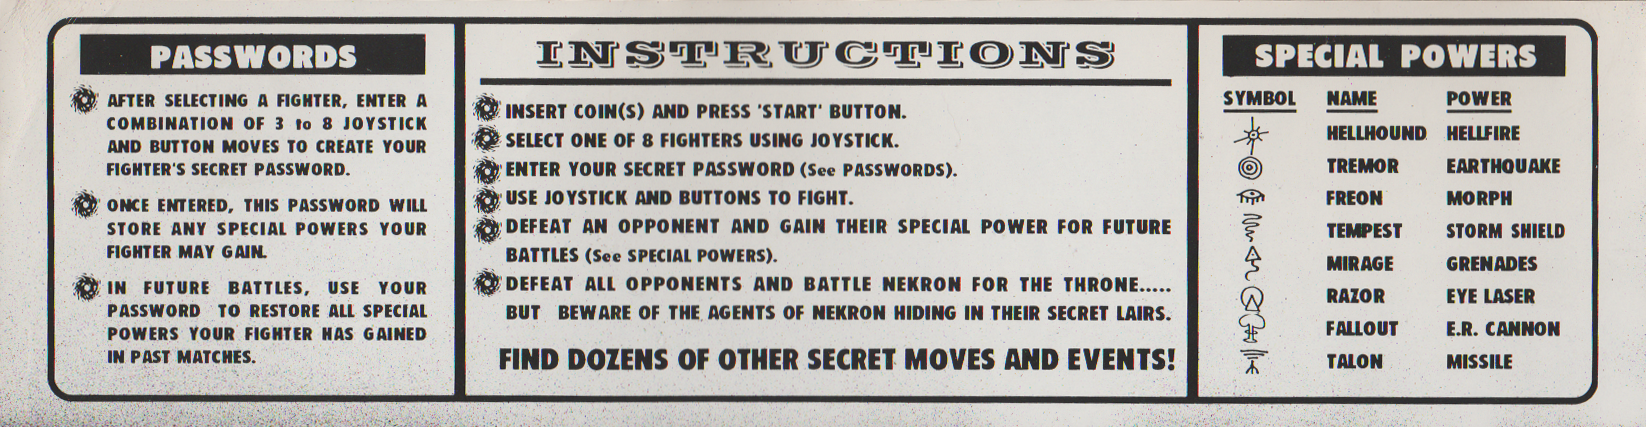 PASSWORDS
AFTER SELECTING A FIGHTER, ENTER A
COMBINATION OF 3 to 8 JOYSTICK
AND BUTTON MOVES TO CREATE YOUR
FIGHTER'S SECRET PASSWORD.
ONCE ENTERED, THIS PASSWORD WILL
STORE ANY SPECIAL POWERS YOUR
FIGHTER MAY GAIN.
IN FUTURE BATTLES, USE YOUR
PASSWORD TO RESTORE ALL SPECIAL
POWERS YOUR FIGHTER HAS GAINED
IN PAST MATCHES.
INSTRUCTIONS
INSERT COIN(S) AND PRESS 'START' BUTTON.
SELECT ONE OF 8 FIGHTERS USING JOYSTICK.
ENTER YOUR SECRET PASSWORD (See PASSWORDS).
USE JOYSTICK AND BUTTONS TO FIGHT.
DEFEAT AN OPPONENT AND GAIN THEIR SPECIAL POWER FOR FUTURE
BATTLES (See SPECIAL POWERS).
DEFEAT ALL OPPONENTS AND BATTLE NEKRON FOR THE THRONE.....
BUT BEWARE OF THE AGENTS OF NEKRON HIDING IN THEIR SECRET LAIRS.
FIND DOZENS OF OTHER SECRET MOVES AND EVENTS!
SPECIAL POWERS
SYMBOL NAME POWER
HELLHOUND HELLFIRE
TREMOR EARTHQUAKE
FREON MORPH
TEMPEST STORM SHIELD
MIRAGE GRENADES
RAZOR EYE LASER
FALLOUT E.R. CANNON
TALON MISSILE